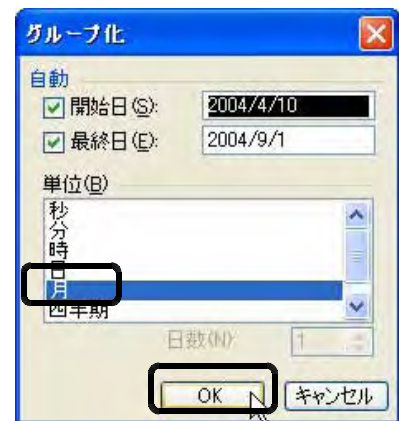 グループ化
自動
開始日(S): 2004/4/10
最終日(E): 2004/9/1
単位(B)
秒
分
時
日
月
四半期
日数(N): 1
OK キャンセル